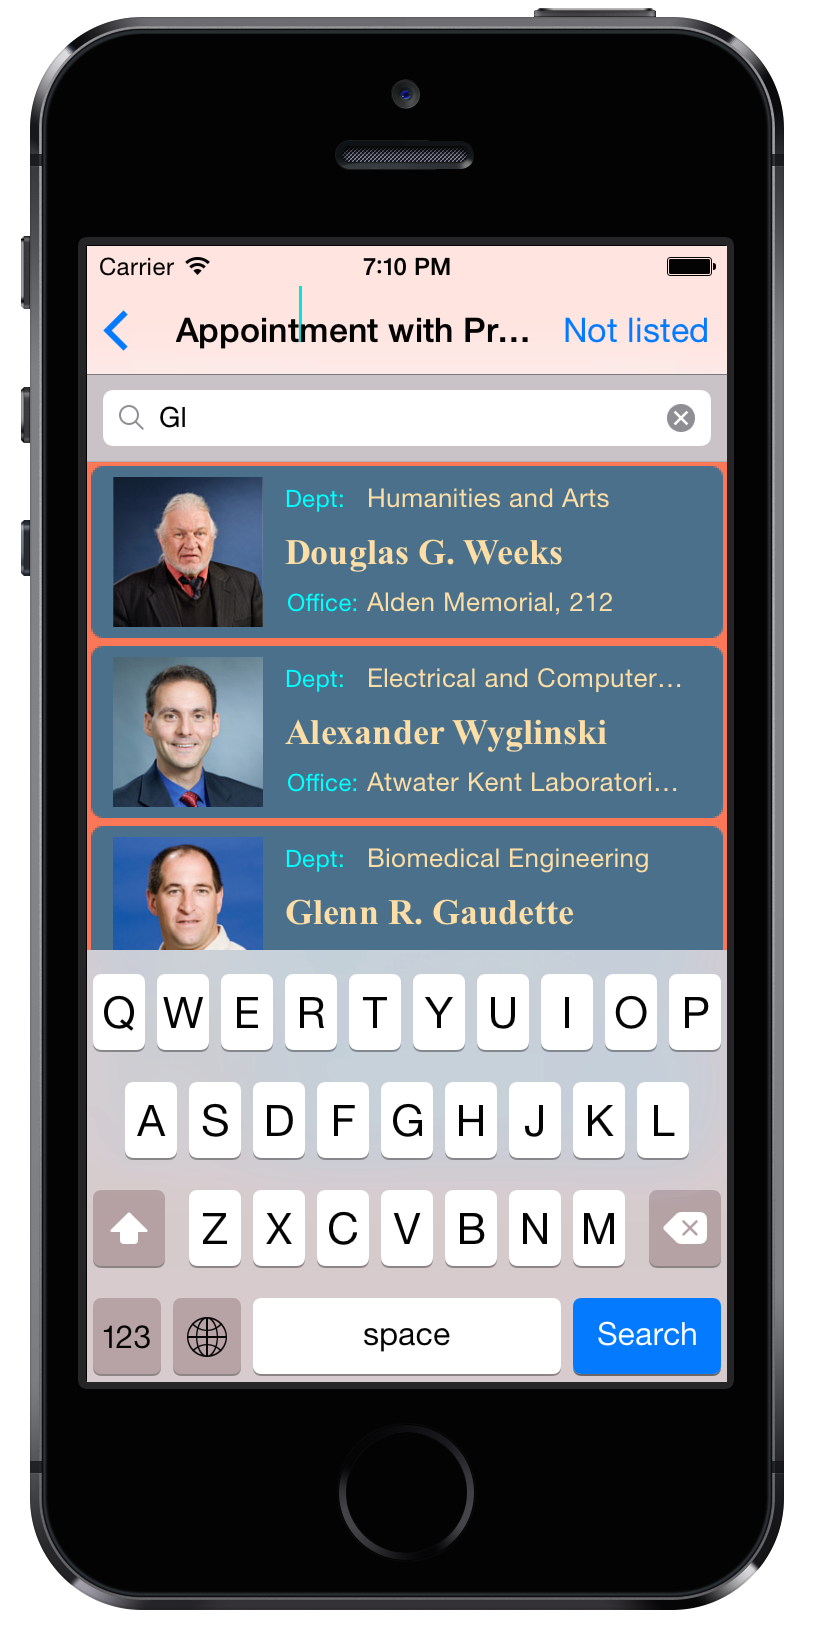 Carrier 7:10 PM
Appointment with Pr... Not listed
Gl
Dept: Humanities and Arts
Douglas G. Weeks
Office: Alden Memorial, 212
Dept: Electrical and Computer...
Alexander Wyglinski
Office: Atwater Kent Laboratori...
Dept: Biomedical Engineering
Glenn R. Gaudette
Q W E R T Y U I O P
A S D F G H J K L
Z X C V B N M
123 space Search